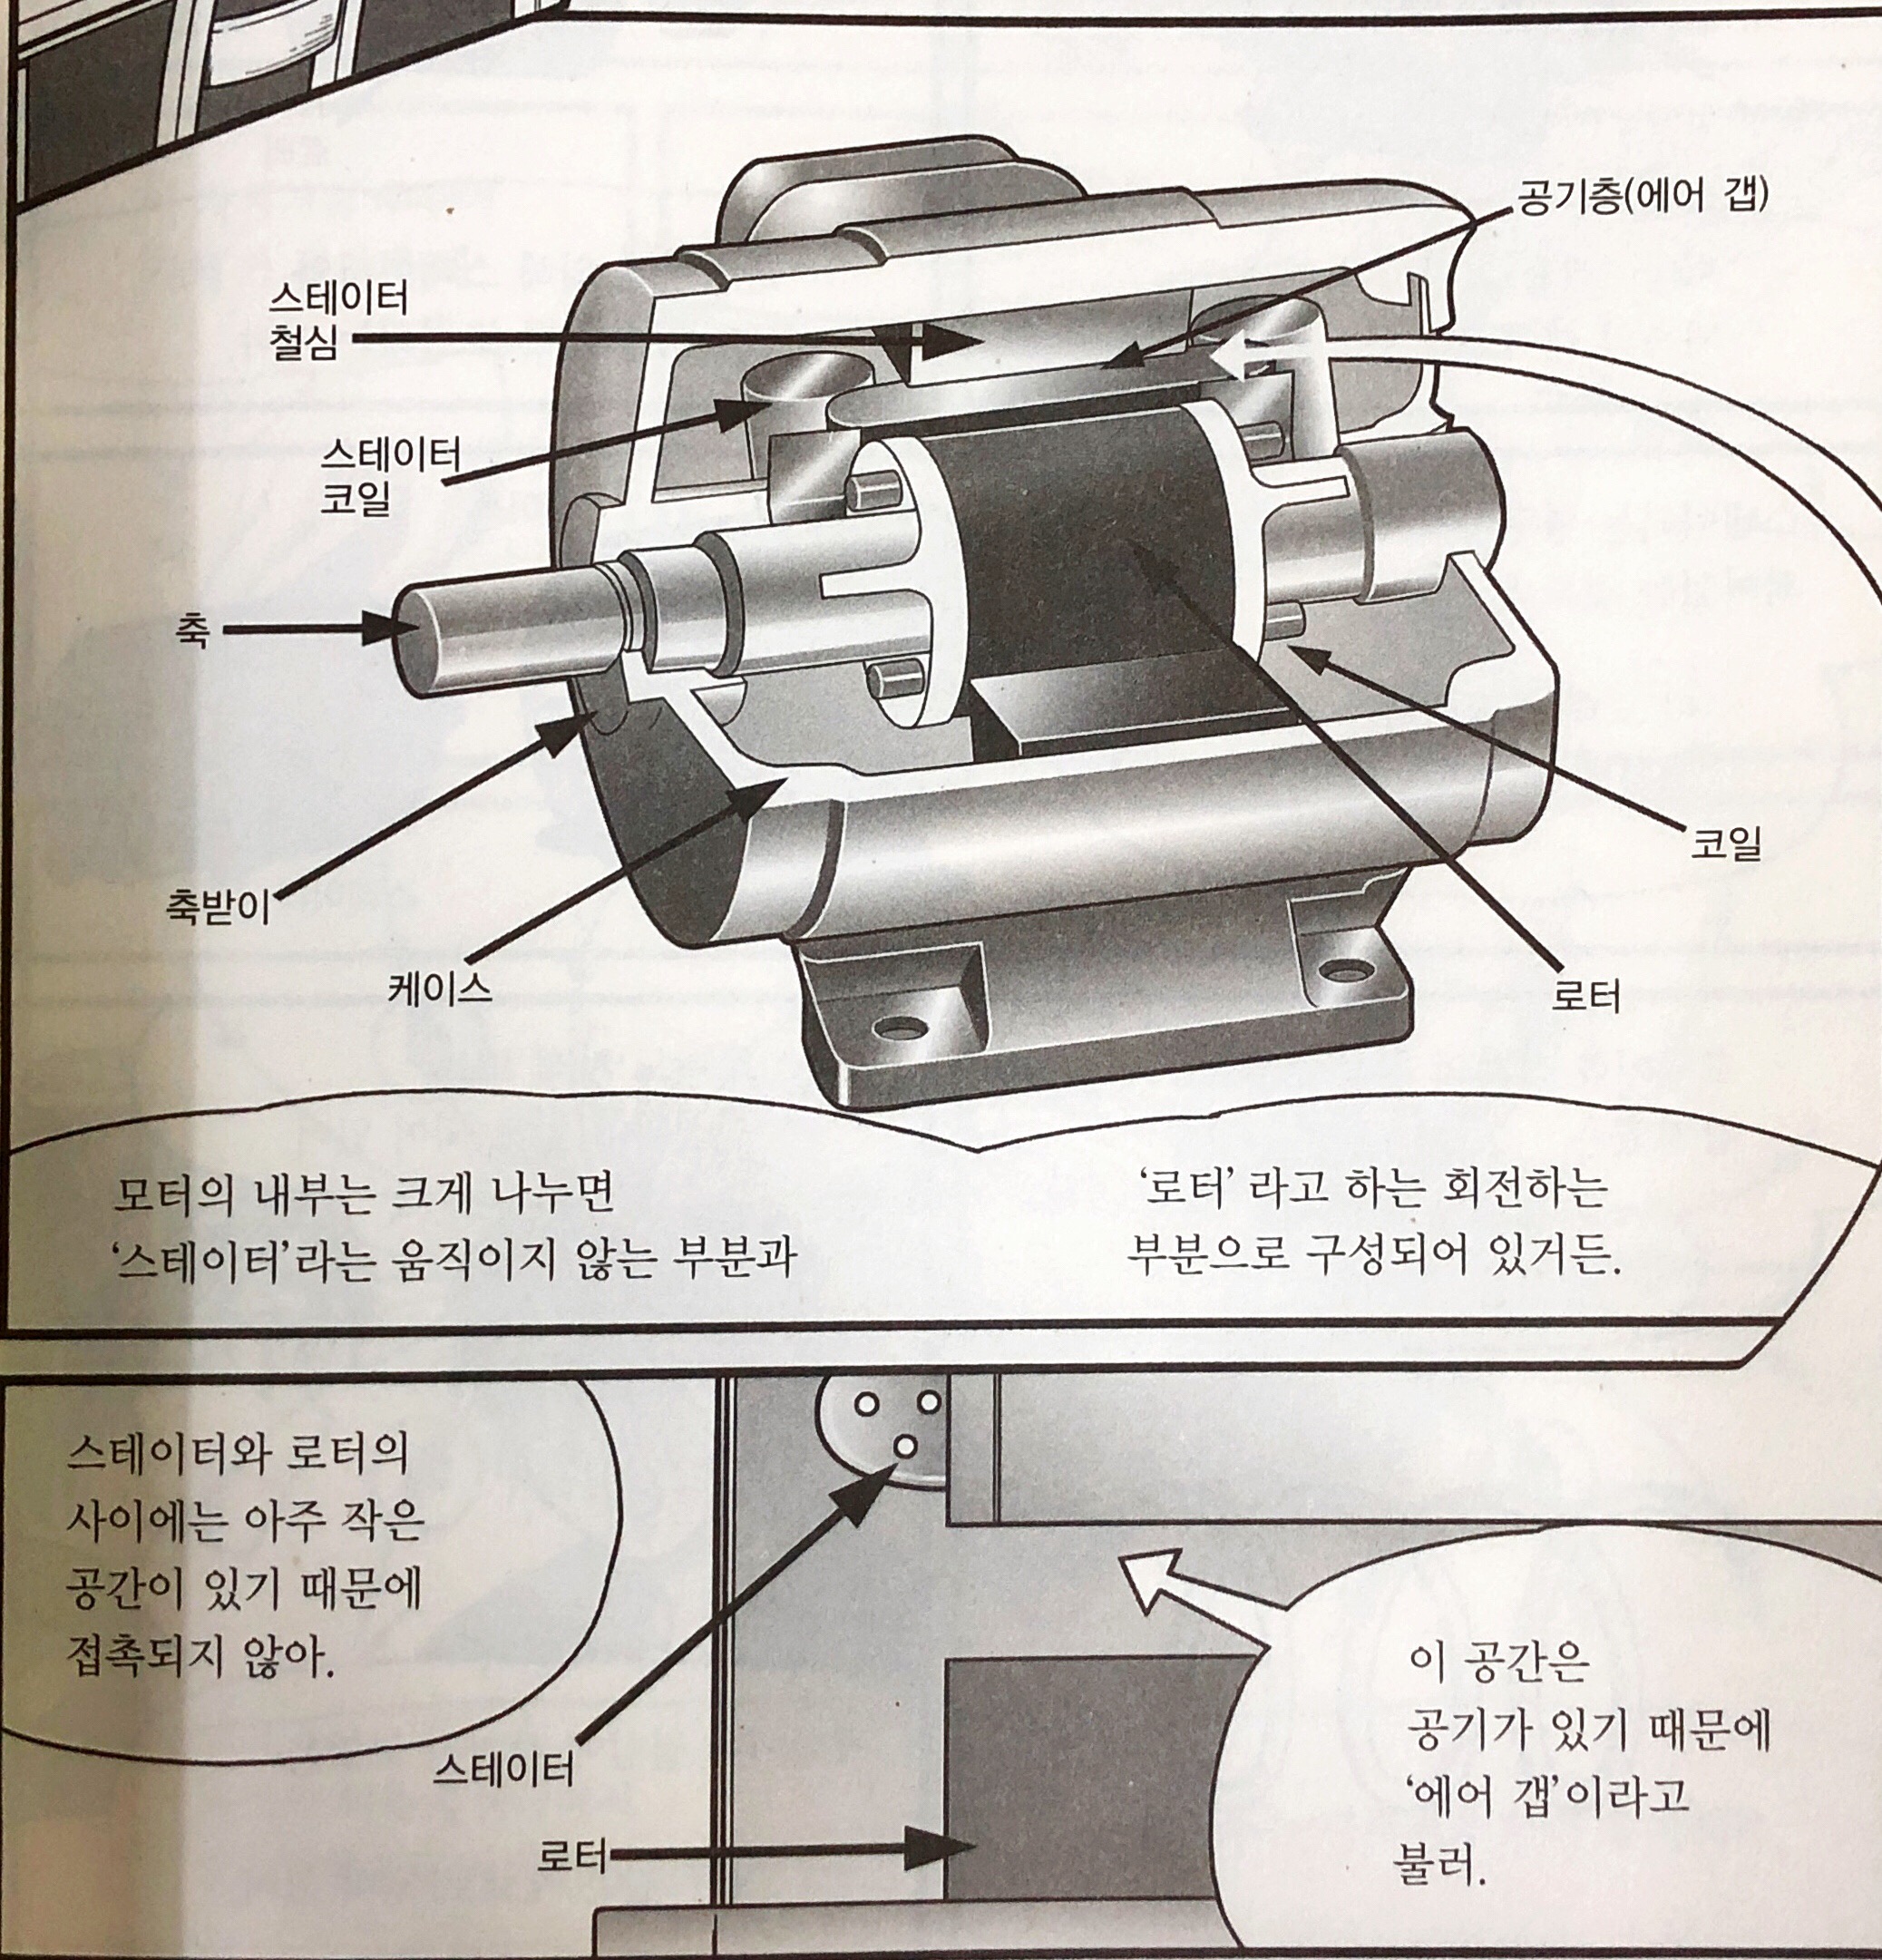 공기층(에어 갭)
스테이터
철심
스테이터
코일
축
코일
축받이
케이스
로터
모터의 내부는 크게 나누면
‘스테이터’라는 움직이지 않는 부분과
‘로터’ 라고 하는 회전하는
부분으로 구성되어 있거든.
스테이터와 로터의
사이에는 아주 작은
공간이 있기 때문에
접촉되지 않아.
스테이터
로터
이 공간은
공기가 있기 때문에
‘에어 갭’이라고
불러.